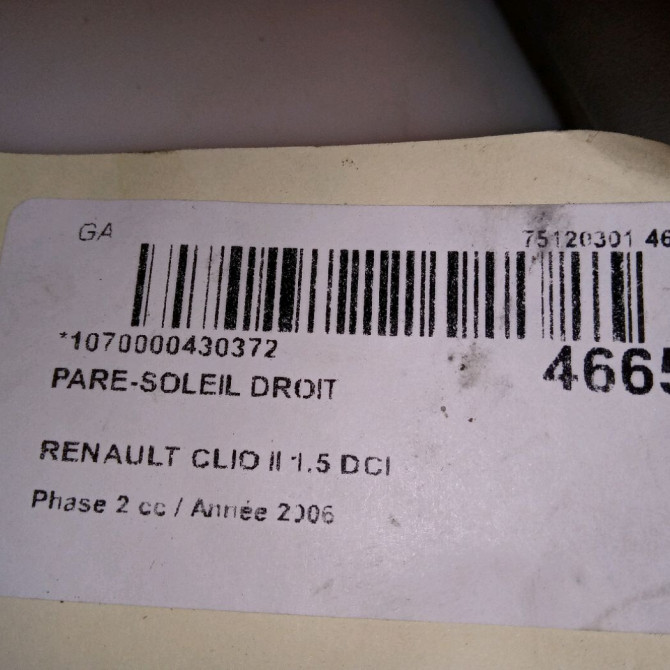 GA 75120301 46
*1070000430372
4665
PARE-SOLEIL DROIT
RENAULT CLIO II 1.5 DCI
Phase 2 cc / Année 2006